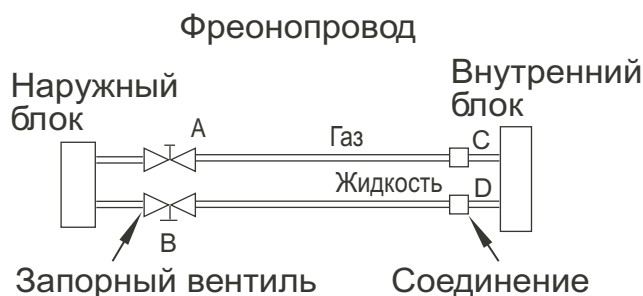 Фреонопровод
Наружный
блок
Внутренний
блок
A
Газ
C
Жидкость
D
B
Запорный вентиль
Соединение